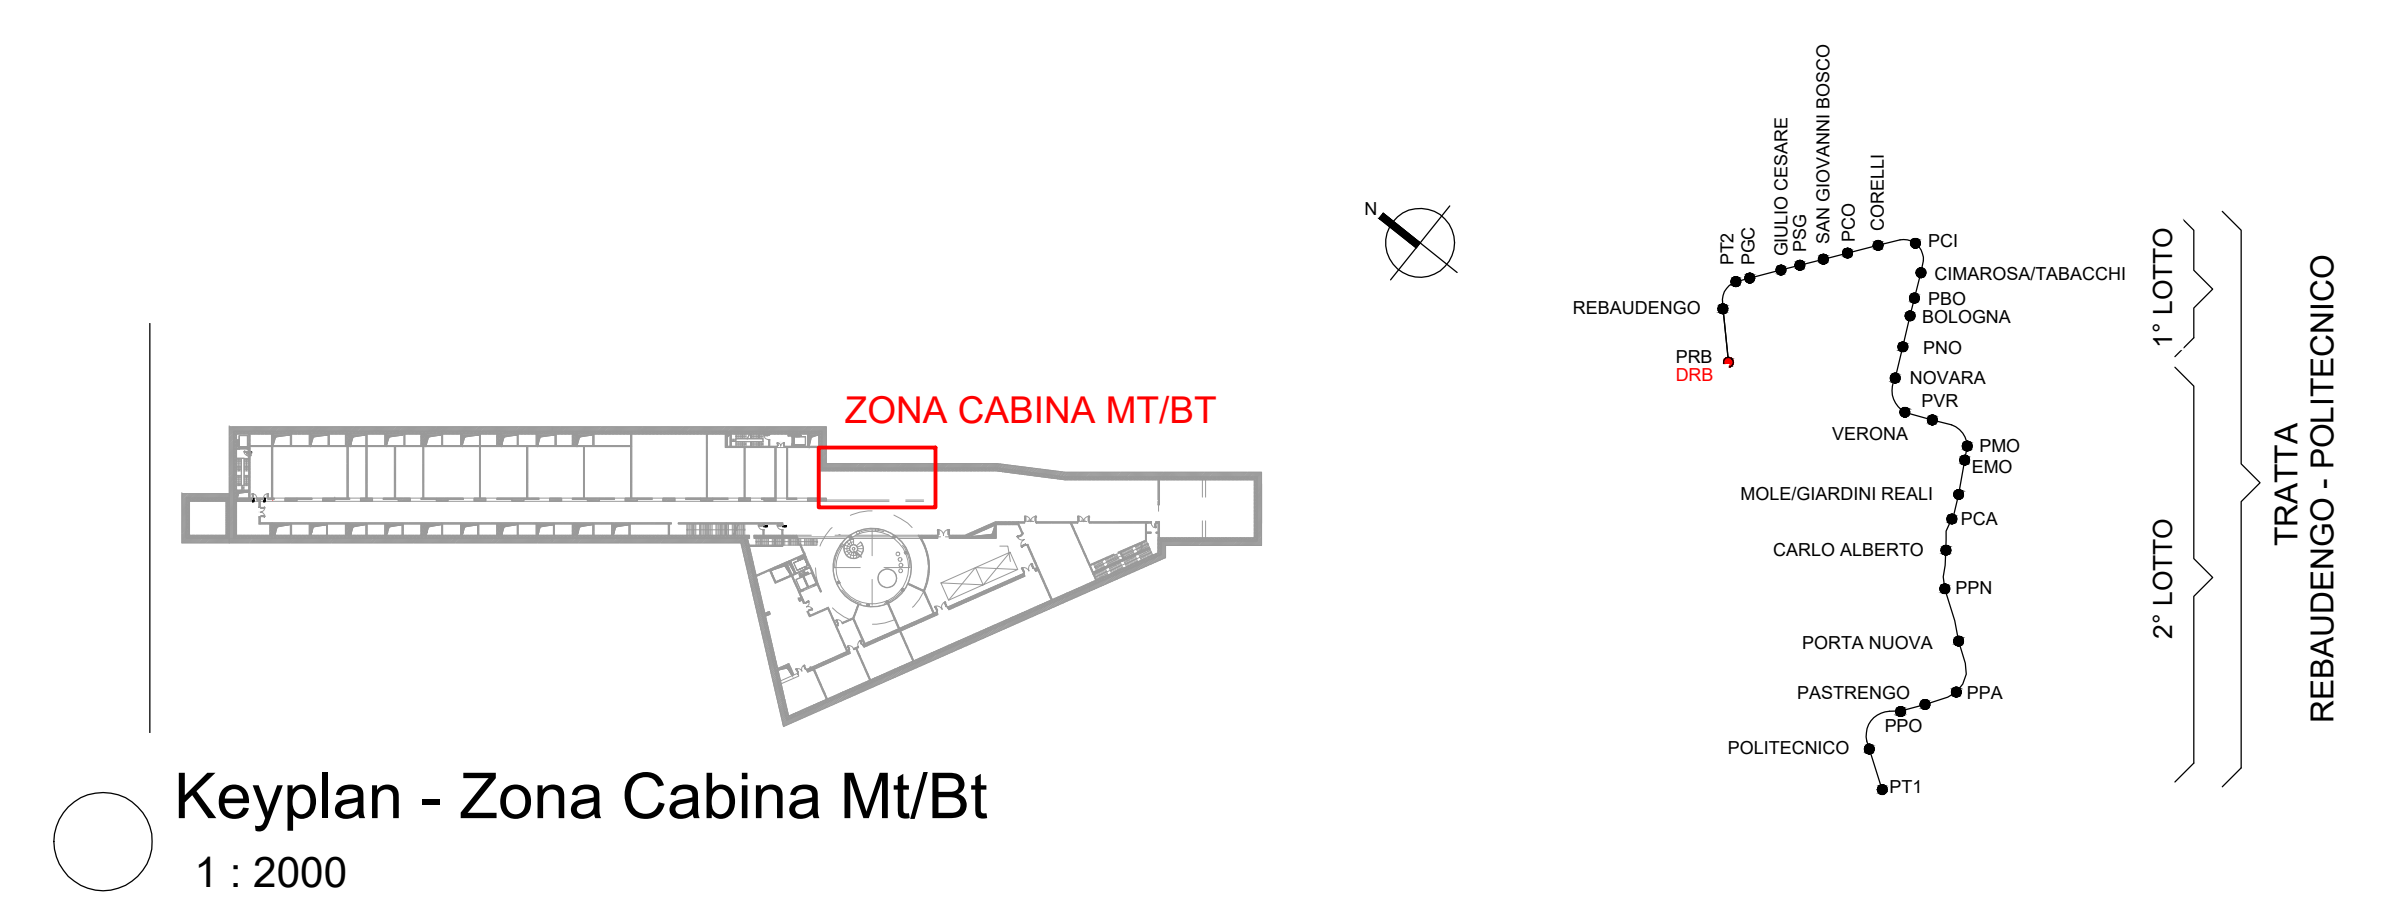 ZONA CABINA MT/BT
Keyplan - Zona Cabina Mt/Bt
1 : 2000
N
PT2
PGC
GIULIO CESARE
PSG
SAN GIOVANNI BOSCO
PCO
CORELLI
PCI
CIMAROSA/TABACCHI
REBAUDENGO
PBO
BOLOGNA
PNO
PRB
DRB
NOVARA
PVR
VERONA
PMO
EMO
MOLE/GIARDINI REALI
PCA
CARLO ALBERTO
PPN
PORTA NUOVA
PASTRENGO
PPA
PPO
POLITECNICO
PT1
1° LOTTO
2° LOTTO
TRATTA
REBAUDENGO - POLITECNICO